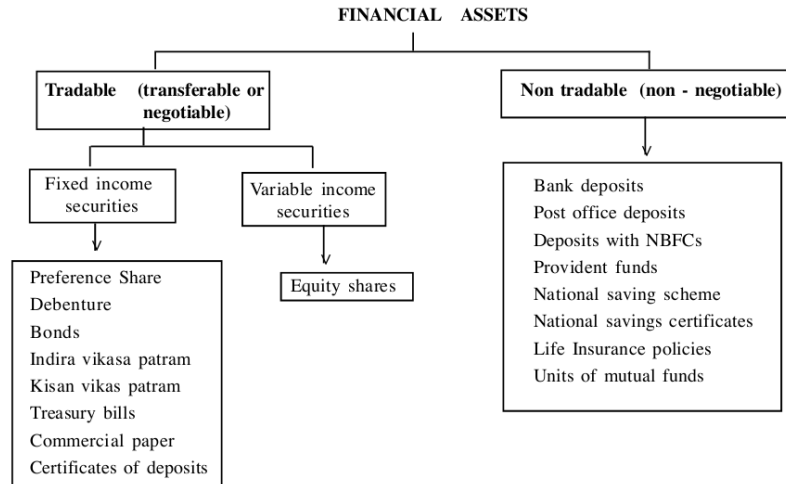 FINANCIAL ASSETS
Tradable (transferable or
negotiable)
Non tradable (non - negotiable)
Fixed income
securities
Variable income
securities
Preference Share
Debenture
Bonds
Indira vikasa patram
Kisan vikas patram
Treasury bills
Commercial paper
Certificates of deposits
Equity shares
Bank deposits
Post office deposits
Deposits with NBFCs
Provident funds
National saving scheme
National savings certificates
Life Insurance policies
Units of mutual funds